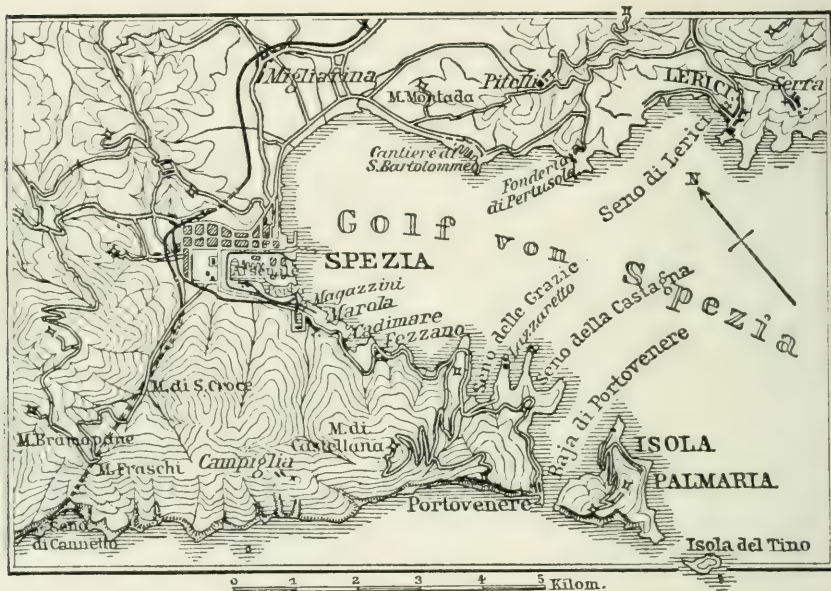 Migliarina
M. Montada
Pitelli
LERICI
Serra
Cantiere di
S. Bartolommeo
Fonderia
di Pertusola
Seno di Lerici
N
Golf von Spezia
SPEZIA
Magazzini
Marola
Cadimare
Fezzano
Seno delle Grazie
Lazzaretto
Seno della Castagna
Raja di Portovenere
M. di S. Croce
M. Bramapane
M. Fraschi
Campiglia
M. di
Castellana
Portovenere
ISOLA
PALMARIA
Seno
di Cannetto
Isola del Tino
0 1 2 3 4 5 Kilom.